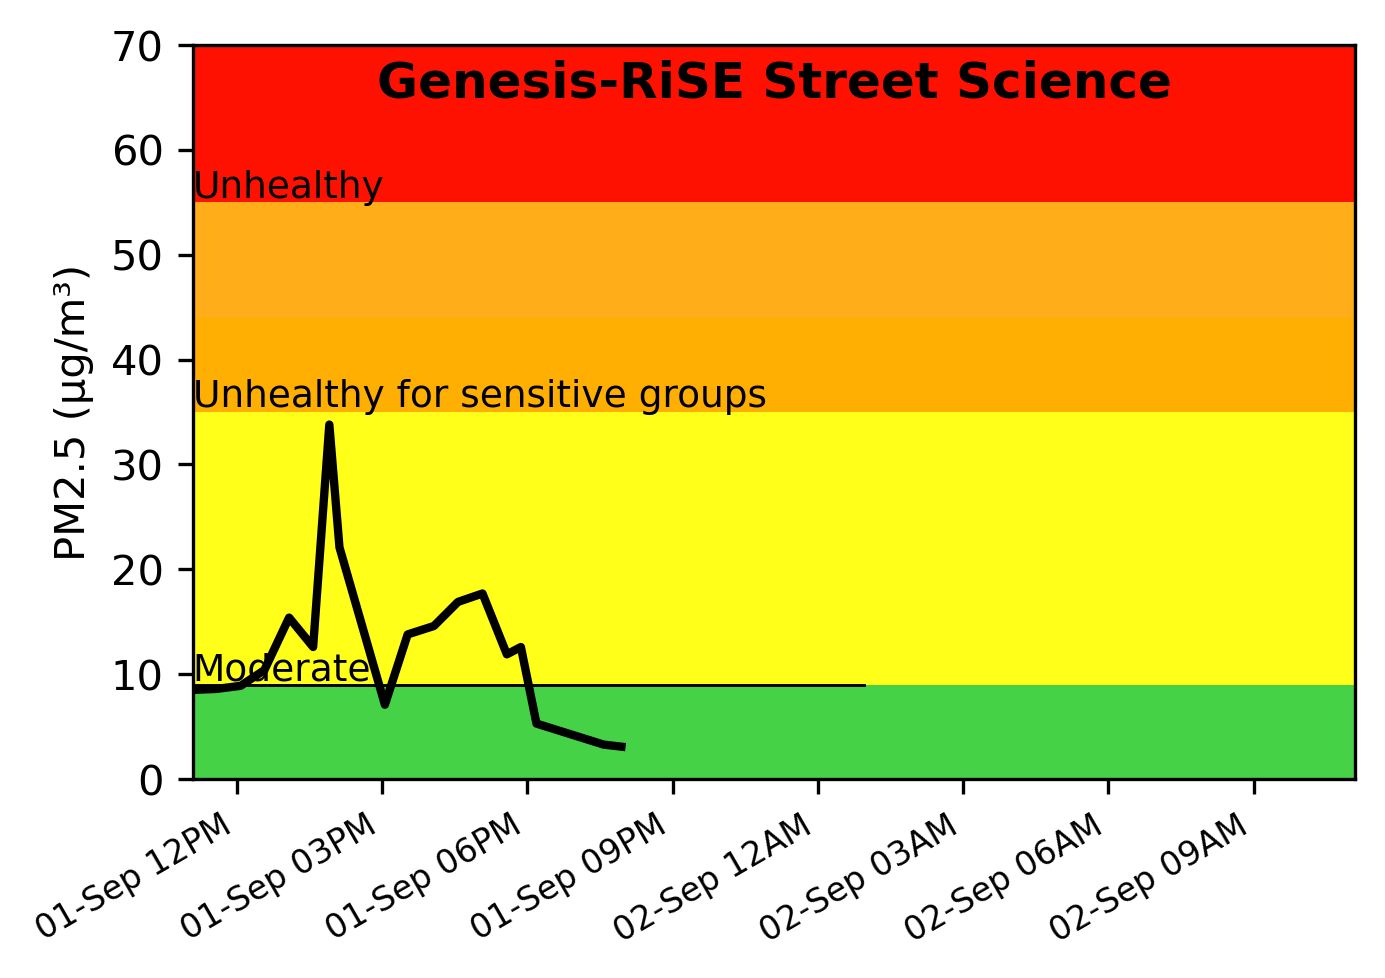 Genesis-RiSE Street Science
70
60
50
40
30
20
10
0
PM2.5 (µg/m³)
Unhealthy
Unhealthy for sensitive groups
Moderate
01-Sep 12PM
01-Sep 03PM
01-Sep 06PM
01-Sep 09PM
02-Sep 12AM
02-Sep 03AM
02-Sep 06AM
02-Sep 09AM